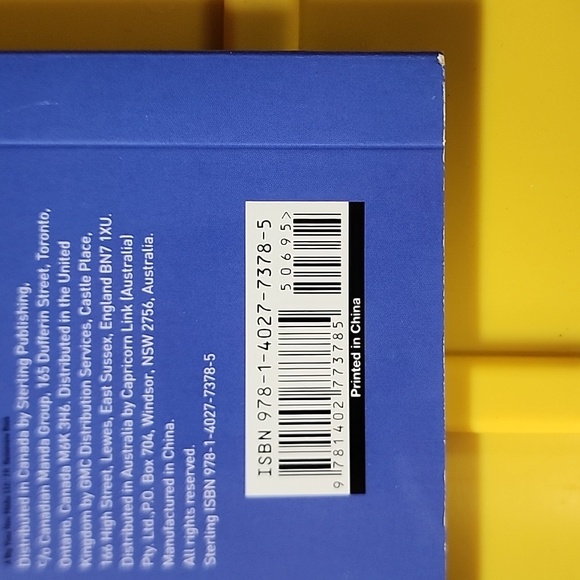 Distributed in Canada by Sterling Publishing,
c/o Canadian Manda Group, 165 Dufferin Street, Toronto,
Ontario, Canada M6K 3H6. Distributed in the United
Kingdom by GMC Distribution Services, Castle Place,
166 High Street, Lewes, East Sussex, England BN7 1XU.
Distributed in Australia by Capricorn Link (Australia)
Pty. Ltd., P.O. Box 704, Windsor, NSW 2756, Australia.
Manufactured in China.
All rights reserved.
Sterling ISBN 978-1-4027-7378-5
ISBN 978-1-4027-7378-5
50695>
9 781402 773785
Printed in China